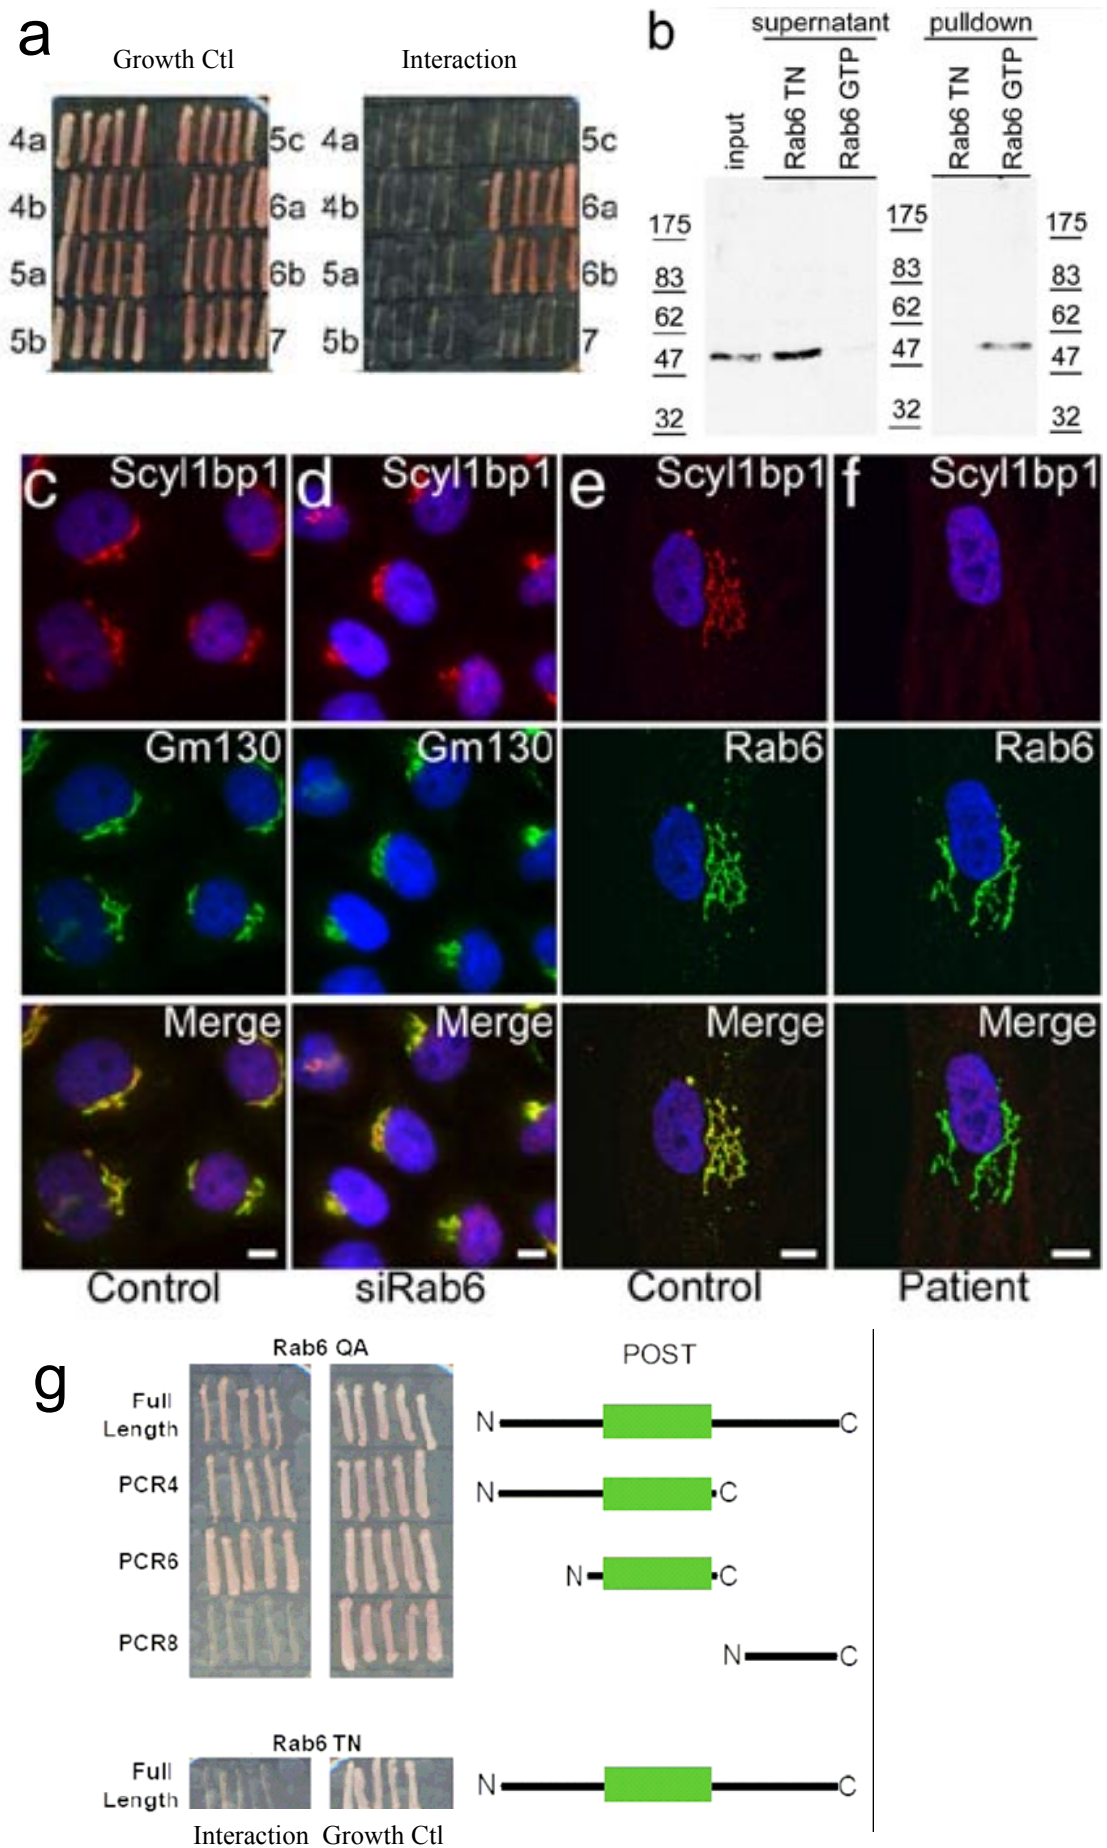 a
Growth Ctl
Interaction
4a
5c
4b
6a
5a
6b
5b
7
4a
5c
4b
6a
5a
6b
5b
7
b
supernatant
pulldown
input
Rab6 TN
Rab6 GTP
Rab6 TN
Rab6 GTP
175
83
62
47
32
175
83
62
47
32
175
83
62
47
32
c
Scyl1bp1
d
Scyl1bp1
e
Scyl1bp1
f
Scyl1bp1
Gm130
Gm130
Rab6
Rab6
Merge
Merge
Merge
Merge
Control
siRab6
Control
Patient
g
Rab6 QA
POST
Full
Length
N
C
PCR4
N
C
PCR6
N
C
PCR8
N
C
Rab6 TN
Full
Length
N
C
Interaction
Growth Ctl